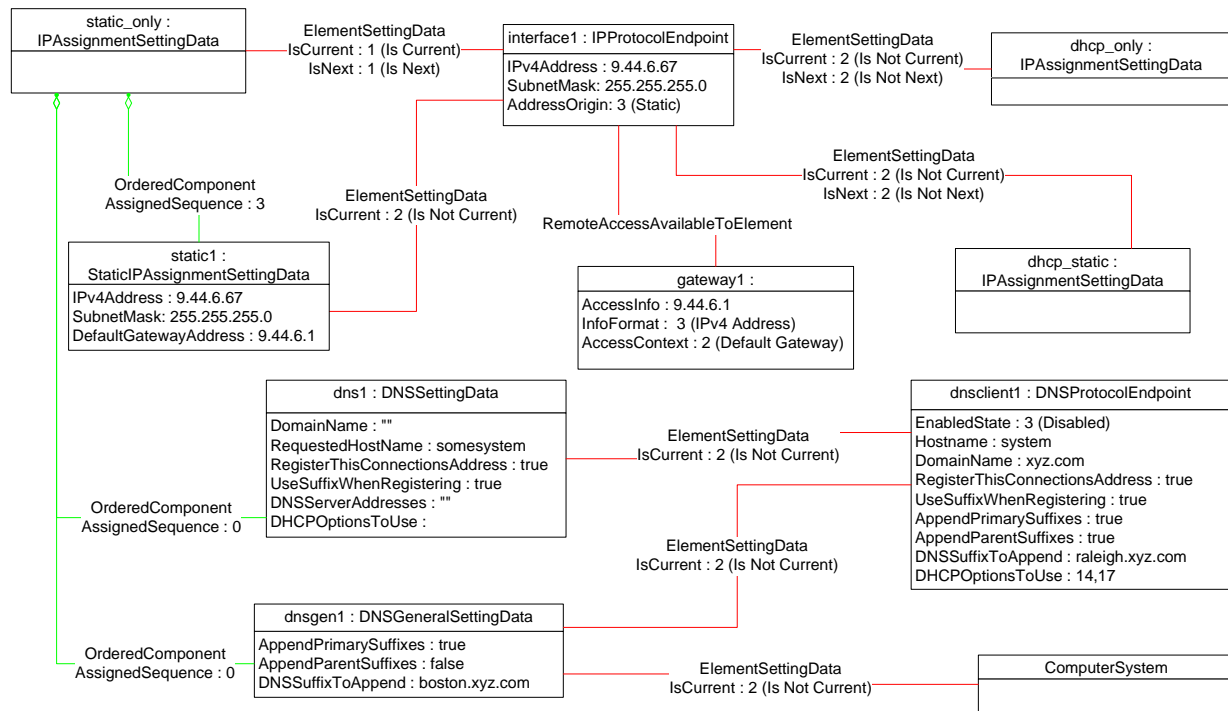 static_only :
IPAssignmentSettingData
ElementSettingData
IsCurrent : 1 (Is Current)
IsNext : 1 (Is Next)
interface1 : IPProtocolEndpoint
IPv4Address : 9.44.6.67
SubnetMask: 255.255.255.0
AddressOrigin: 3 (Static)
ElementSettingData
IsCurrent : 2 (Is Not Current)
IsNext : 2 (Is Not Next)
dhcp_only :
IPAssignmentSettingData
OrderedComponent
AssignedSequence : 3
ElementSettingData
IsCurrent : 2 (Is Not Current)
ElementSettingData
IsCurrent : 2 (Is Not Current)
IsNext : 2 (Is Not Next)
RemoteAccessAvailableToElement
static1 :
StaticIPAssignmentSettingData
IPv4Address : 9.44.6.67
SubnetMask: 255.255.255.0
DefaultGatewayAddress : 9.44.6.1
gateway1 :
AccessInfo : 9.44.6.1
InfoFormat : 3 (IPv4 Address)
AccessContext : 2 (Default Gateway)
dhcp_static :
IPAssignmentSettingData
dns1 : DNSSettingData
DomainName : ""
RequestedHostName : somesystem
RegisterThisConnectionsAddress : true
UseSuffixWhenRegistering : true
DNSServerAddresses : ""
DHCPOptionsToUse :
OrderedComponent
AssignedSequence : 0
ElementSettingData
IsCurrent : 2 (Is Not Current)
dnsclient1 : DNSProtocolEndpoint
EnabledState : 3 (Disabled)
Hostname : system
DomainName : xyz.com
RegisterThisConnectionsAddress : true
UseSuffixWhenRegistering : true
AppendPrimarySuffixes : true
AppendParentSuffixes : true
DNSSuffixToAppend : raleigh.xyz.com
DHCPOptionsToUse : 14,17
ElementSettingData
IsCurrent : 2 (Is Not Current)
dnsgen1 : DNSGeneralSettingData
AppendPrimarySuffixes : true
AppendParentSuffixes : false
DNSSuffixToAppend : boston.xyz.com
OrderedComponent
AssignedSequence : 0
ElementSettingData
IsCurrent : 2 (Is Not Current)
ComputerSystem